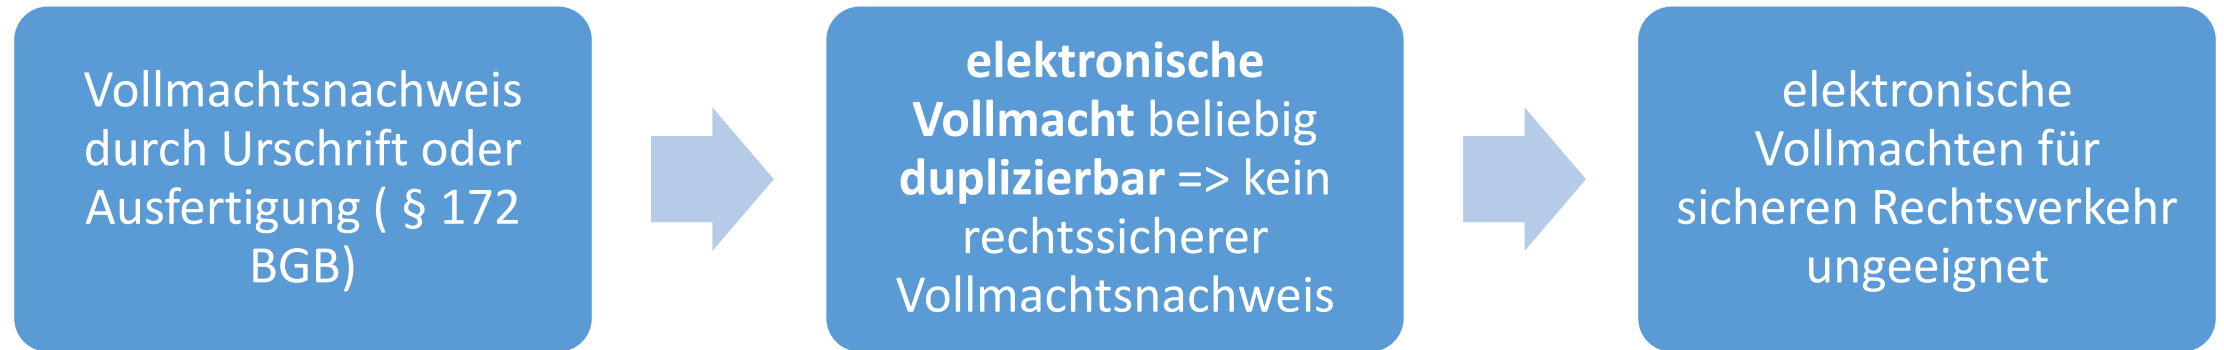 Vollmachtsnachweis
durch Urschrift oder
Ausfertigung ( § 172
BGB)
elektronische
Vollmacht beliebig
duplizierbar => kein
rechtssicherer
Vollmachtsnachweis
elektronische
Vollmachten für
sicheren Rechtsverkehr
ungeeignet